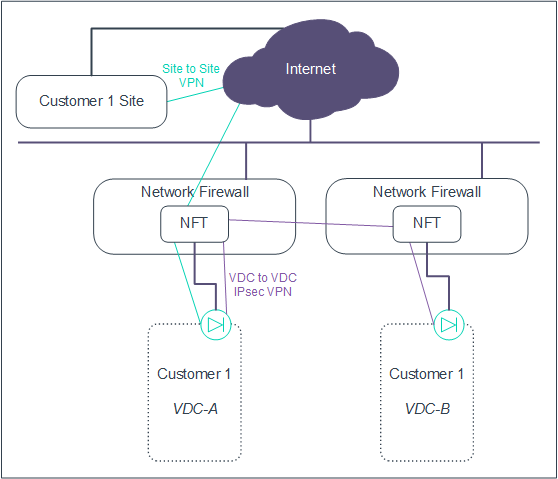 Internet
Site to Site
VPN
Customer 1 Site
Network Firewall
NFT
Network Firewall
NFT
VDC to VDC
IPsec VPN
Customer 1
VDC-A
Customer 1
VDC-B